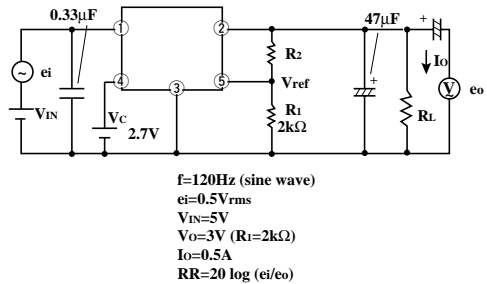 0.33μF
1
2
47μF
+
R2
IO
ei
4
5
Vref
+
V
eo
3
VIN
VC
2.7V
R1
2kΩ
RL
f=120Hz (sine wave)
ei=0.5Vrms
VIN=5V
VO=3V (R1=2kΩ)
IO=0.5A
RR=20 log (ei/eo)